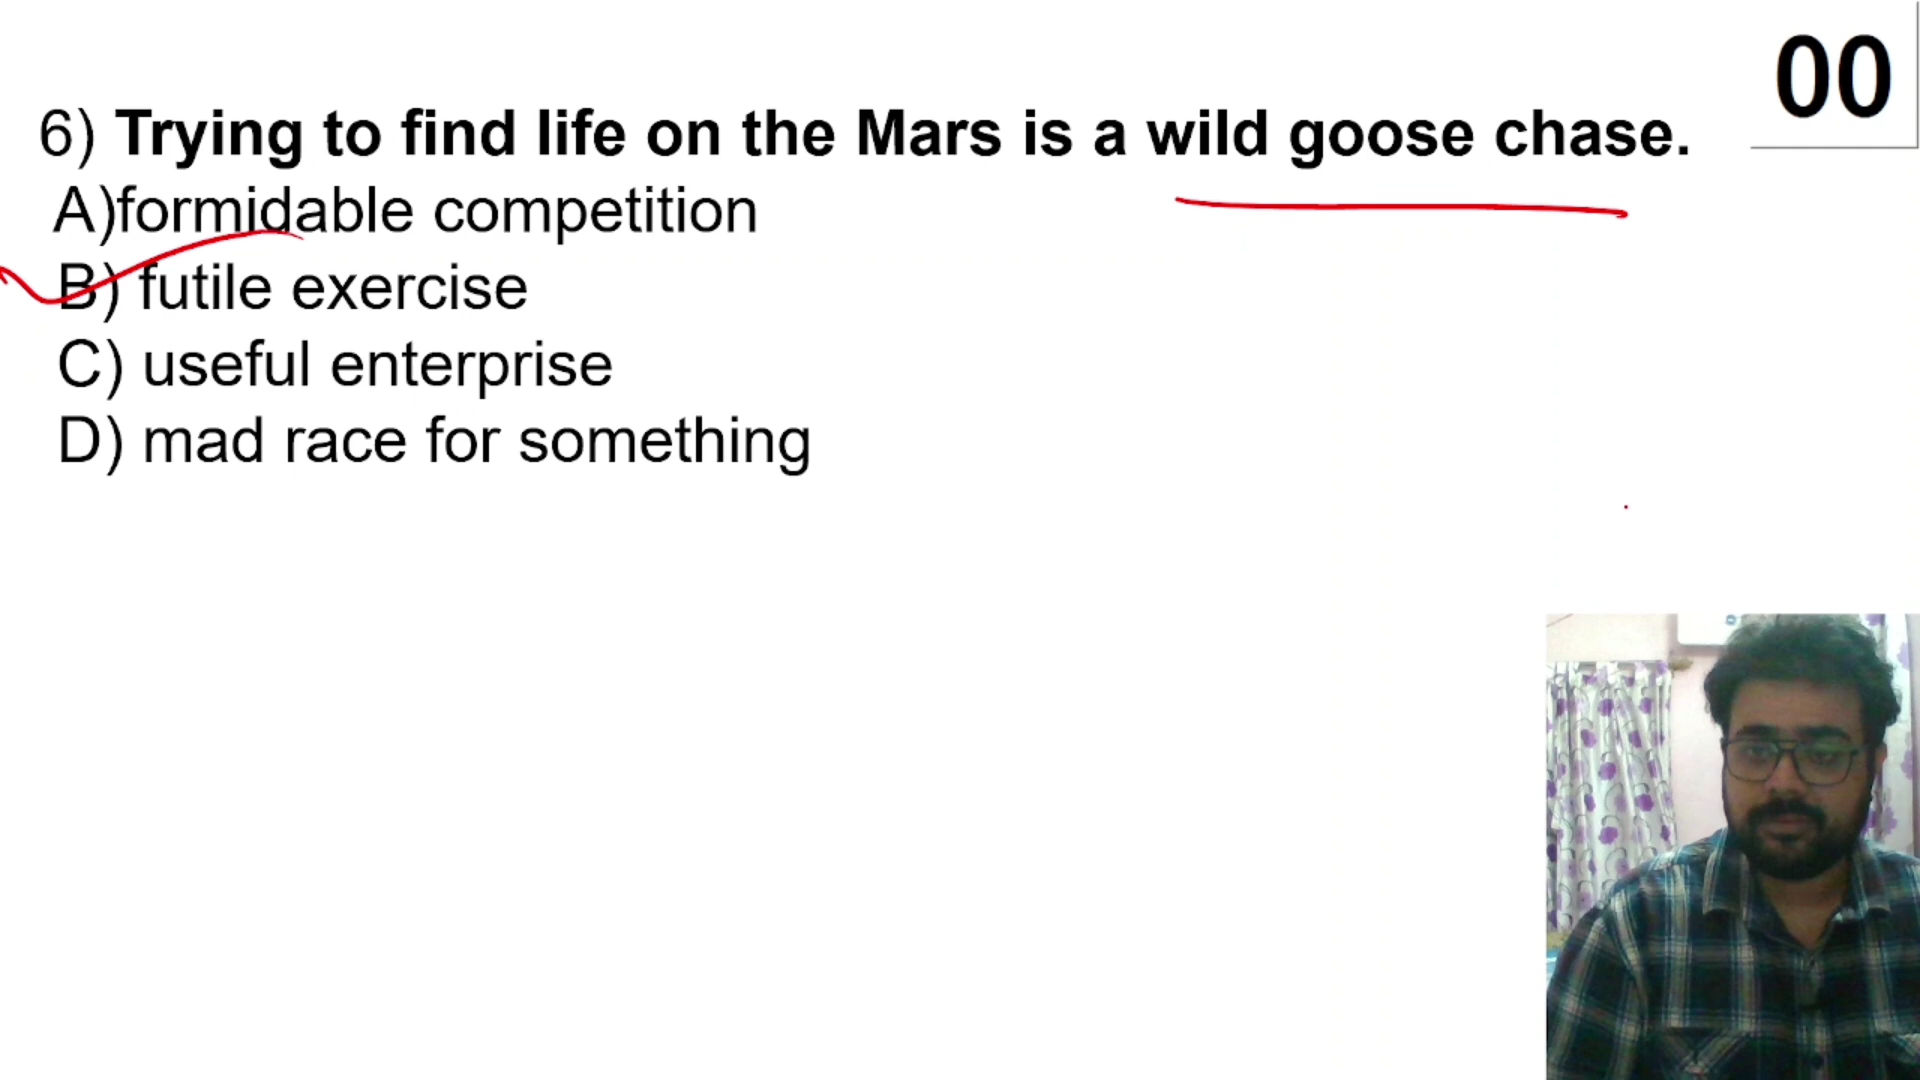 00
6) Trying to find life on the Mars is a wild goose chase.
A)formidable competition
B) futile exercise
C) useful enterprise
D) mad race for something